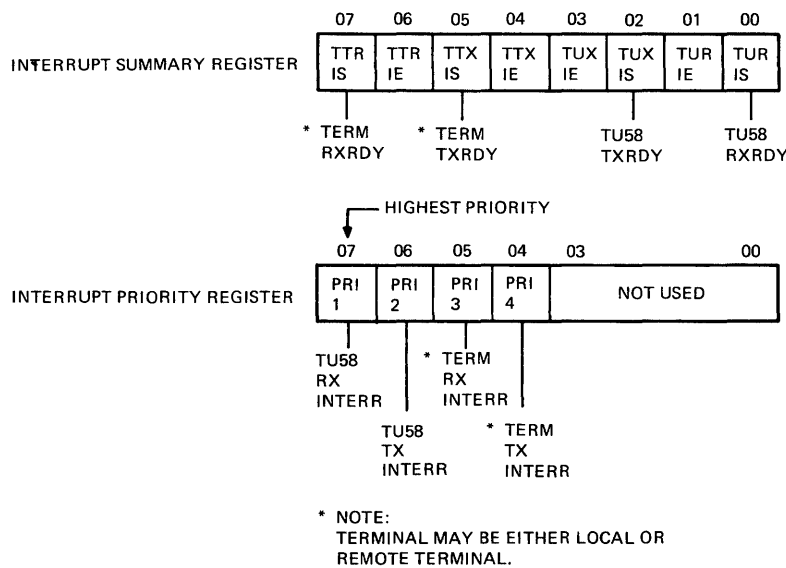 07 06 05 04 03 02 01 00
INTERRUPT SUMMARY REGISTER
TTR IS
TTR IE
TTX IS
TTX IE
TUX IE
TUX IS
TUR IE
TUR IS
* TERM
RXRDY
* TERM
TXRDY
TU58
TXRDY
TU58
RXRDY
HIGHEST PRIORITY
07 06 05 04 03 00
INTERRUPT PRIORITY REGISTER
PRI 1
PRI 2
PRI 3
PRI 4
NOT USED
TU58
RX
INTERR
TU58
TX
INTERR
* TERM
RX
INTERR
* TERM
TX
INTERR
* NOTE:
TERMINAL MAY BE EITHER LOCAL OR
REMOTE TERMINAL.